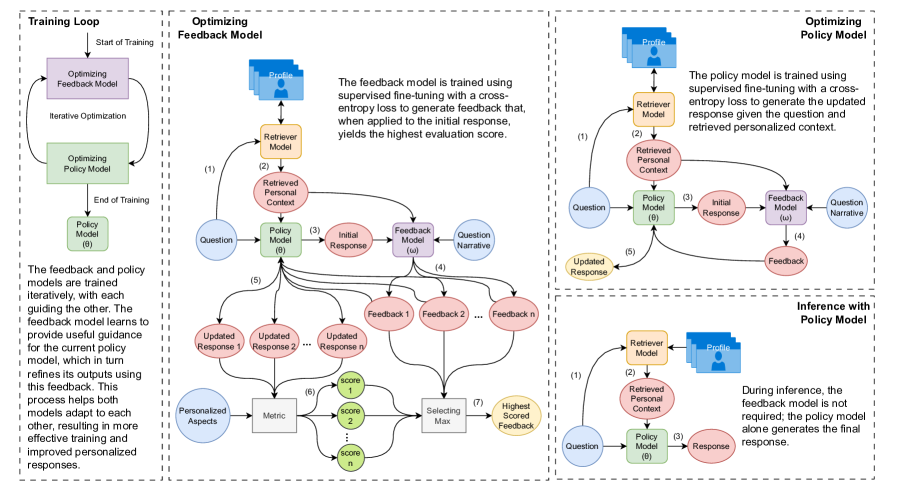 Training Loop
Start of Training
Optimizing
Feedback Model
Iterative Optimization
Optimizing
Policy Model
End of Training
Policy
Model
(θ)
The feedback and policy
models are trained
iteratively, with each
guiding the other. The
feedback model learns to
provide useful guidance
for the current policy
model, which in turn
refines its outputs using
this feedback. This
process helps both
models adapt to each
other, resulting in more
effective training and
improved personalized
responses.
Optimizing
Feedback Model
Profile
The feedback model is trained using
supervised fine-tuning with a cross-
entropy loss to generate feedback that,
when applied to the initial response,
yields the highest evaluation score.
Retriever
Model
(1)
(2)
Retrieved
Personal
Context
Question
Policy
Model
(θ)
(3)
Initial
Response
Feedback
Model
(ω)
Question
Narrative
(4)
(5)
Feedback 1
Feedback 2
...
Feedback n
Updated
Response 1
Updated
Response 2
...
Updated
Response n
Personalized
Aspects
Metric
(6)
score
1
score
2
...
score
n
Selecting
Max
(7)
Highest
Scored
Feedback
Optimizing
Policy Model
Profile
The policy model is trained using
supervised fine-tuning with a cross-
entropy loss to generate the updated
response given the question and
retrieved personalized context.
Retriever
Model
(1)
(2)
Retrieved
Personal
Context
Question
Policy
Model
(θ)
(3)
Initial
Response
Feedback
Model
(ω)
Question
Narrative
(4)
(5)
Updated
Response
Feedback
Inference with
Policy Model
Retriever
Model
Profile
(1)
(2)
Retrieved
Personal
Context
During inference, the
feedback model is not
required; the policy model
alone generates the final
response.
Question
Policy
Model
(θ)
(3)
Response